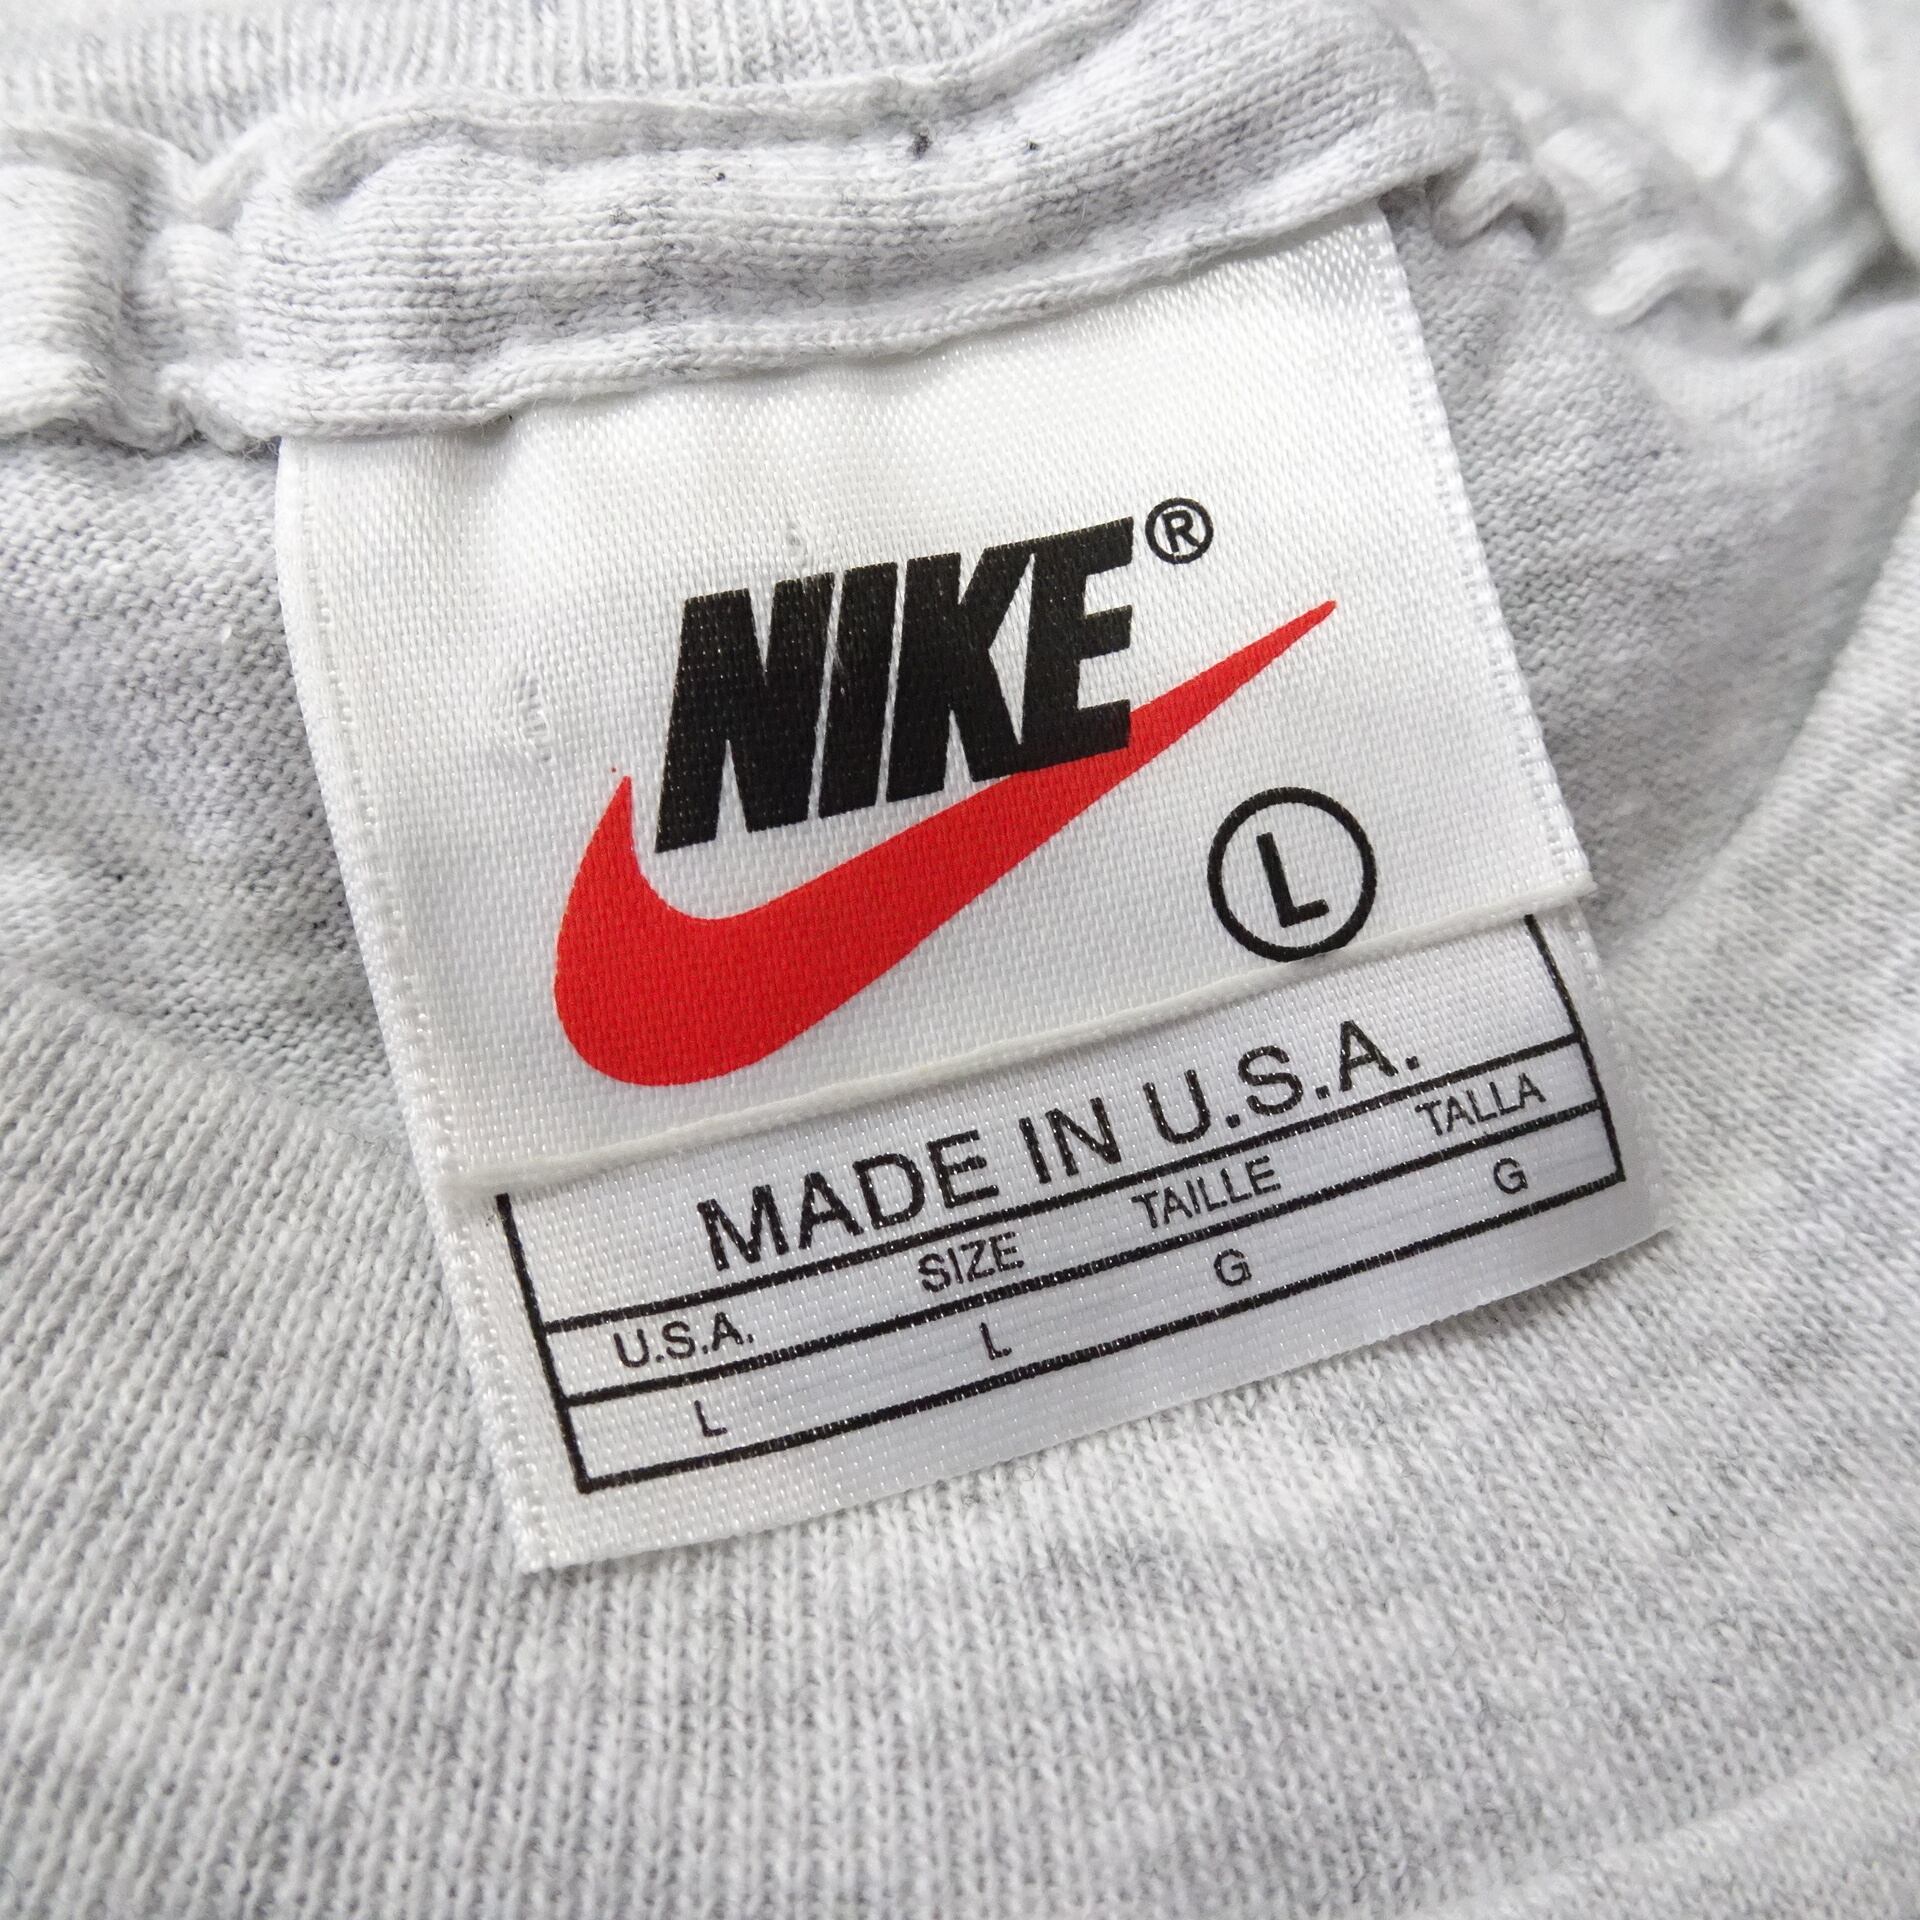 NIKE®
L
MADE IN U.S.A.
U.S.A. SIZE TAILLE TALLA
L L G G